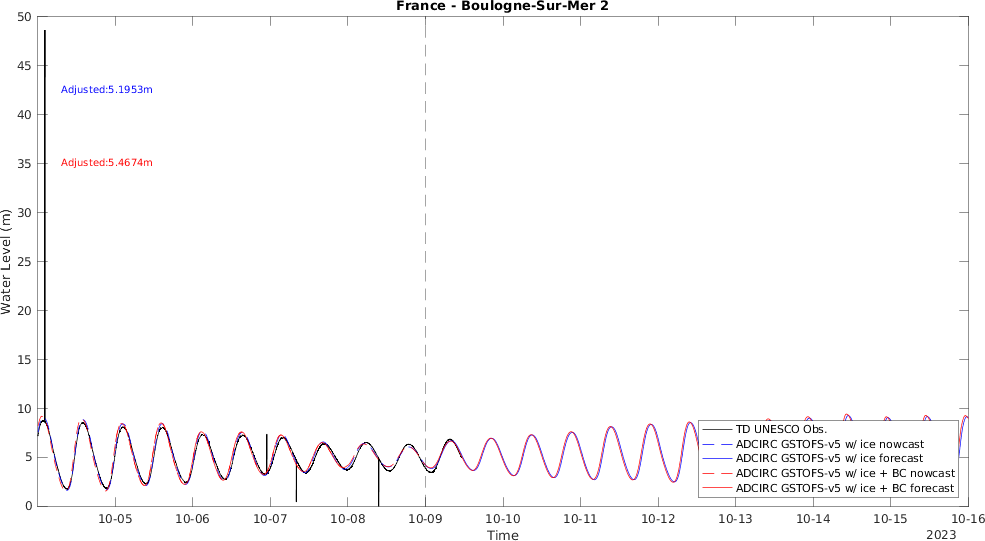 France - Boulogne-Sur-Mer 2
Water Level (m)
50
45
40
35
30
25
20
15
10
5
0
Adjusted:5.1953m
Adjusted:5.4674m
TD UNESCO Obs.
ADCIRC GSTOFS-v5 w/ ice nowcast
ADCIRC GSTOFS-v5 w/ ice forecast
ADCIRC GSTOFS-v5 w/ ice + BC nowcast
ADCIRC GSTOFS-v5 w/ ice + BC forecast
10-05 10-06 10-07 10-08 10-09 10-10 10-11 10-12 10-13 10-14 10-15 10-16
Time
2023